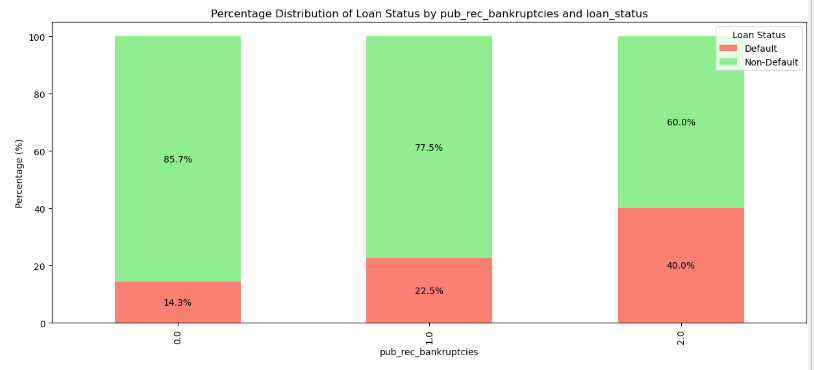 Percentage Distribution of Loan Status by pub_rec_bankruptcies and loan_status
Loan Status
Default
Non-Default
Percentage (%)
100
80
60
40
20
0
85.7%
14.3%
77.5%
22.5%
60.0%
40.0%
0.0
1.0
2.0
pub_rec_bankruptcies